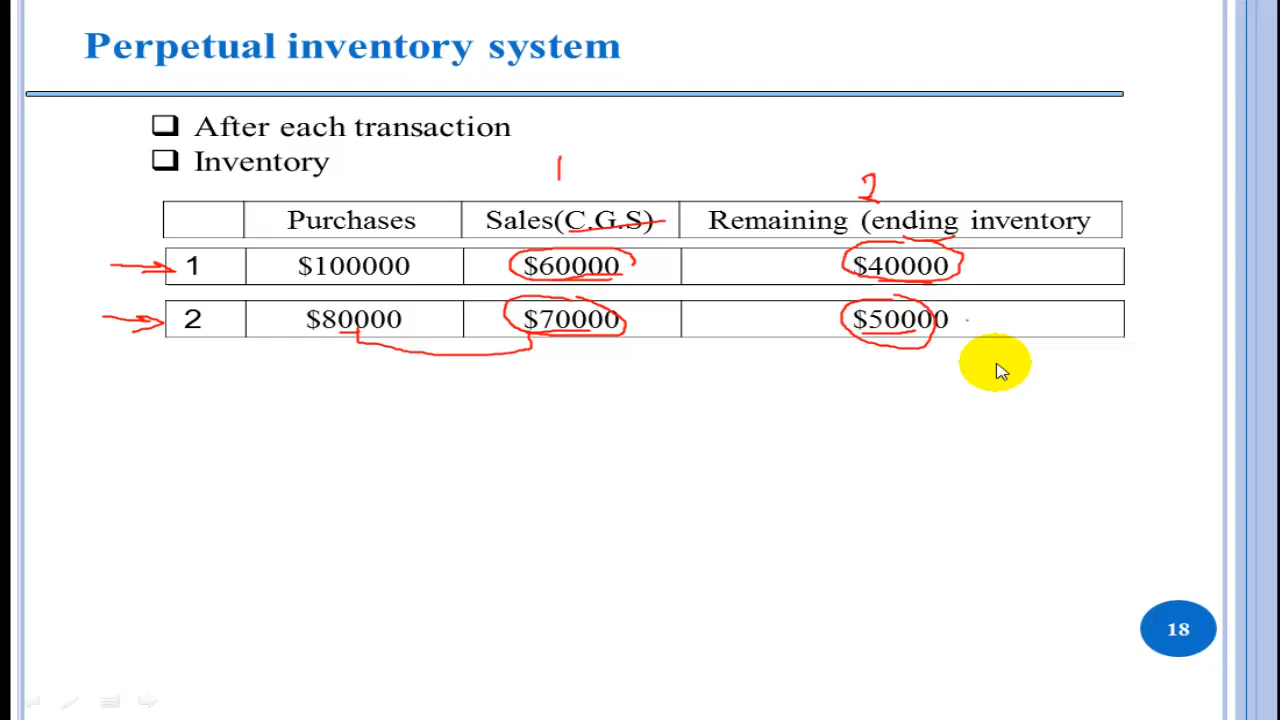 Perpetual inventory system
After each transaction
Inventory
1
2
Purchases Sales(C.G.S) Remaining (ending inventory
1 $100000 $60000 $40000
2 $80000 $70000 $50000
18